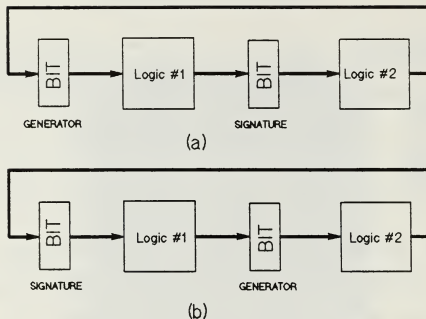 BIT Logic #1 BIT Logic #2
GENERATOR SIGNATURE
(a)
BIT Logic #1 BIT Logic #2
SIGNATURE GENERATOR
(b)